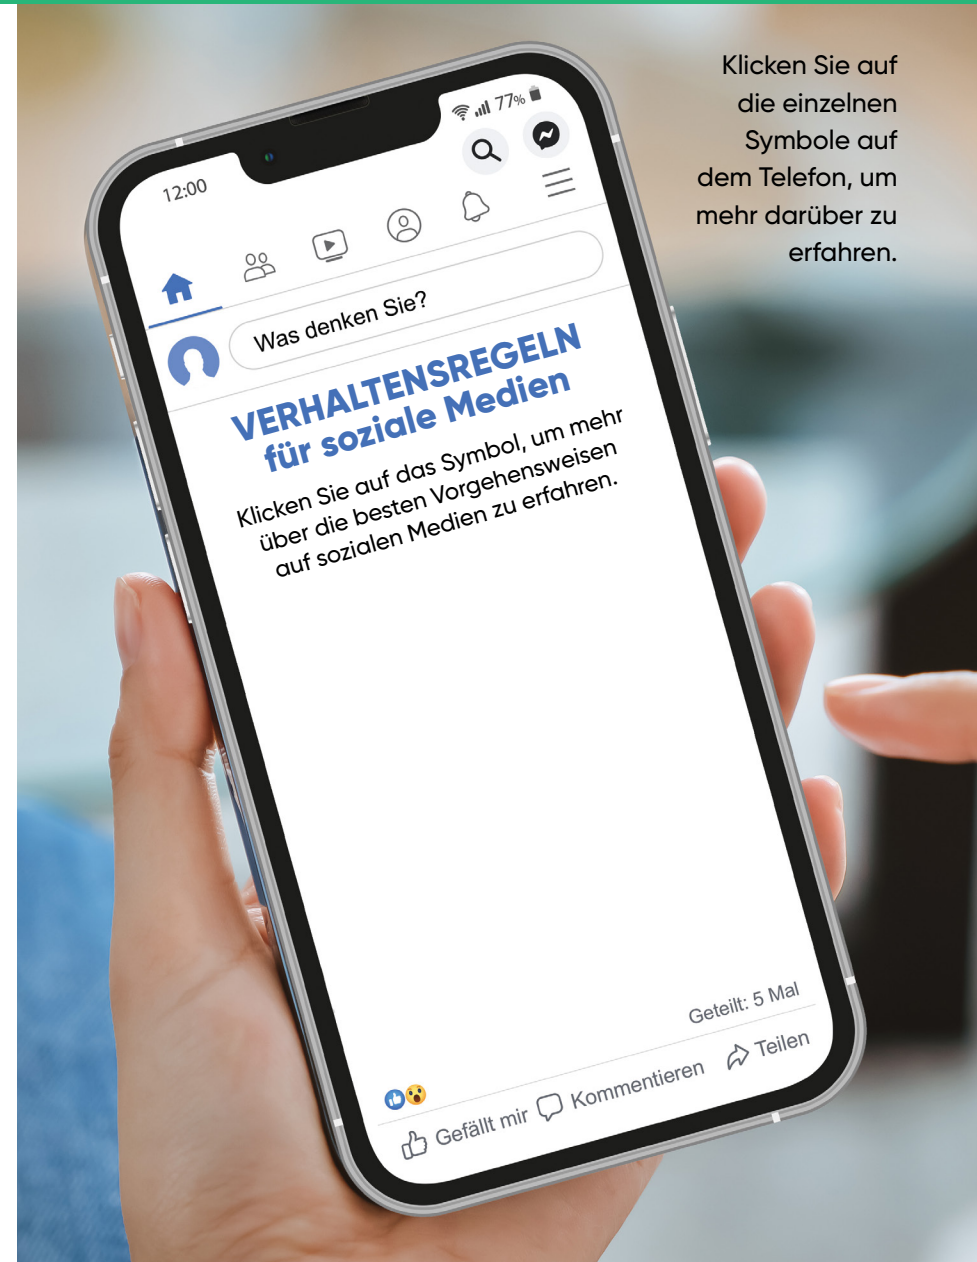 Klicken Sie auf
die einzelnen
Symbole auf
dem Telefon, um
mehr darüber zu
erfahren.
12:00
77%
Was denken Sie?
VERHALTENSREGELN
für soziale Medien
Klicken Sie auf das Symbol, um mehr
über die besten Vorgehensweisen
auf sozialen Medien zu erfahren.
Geteilt: 5 Mal
Gefällt mir Kommentieren Teilen